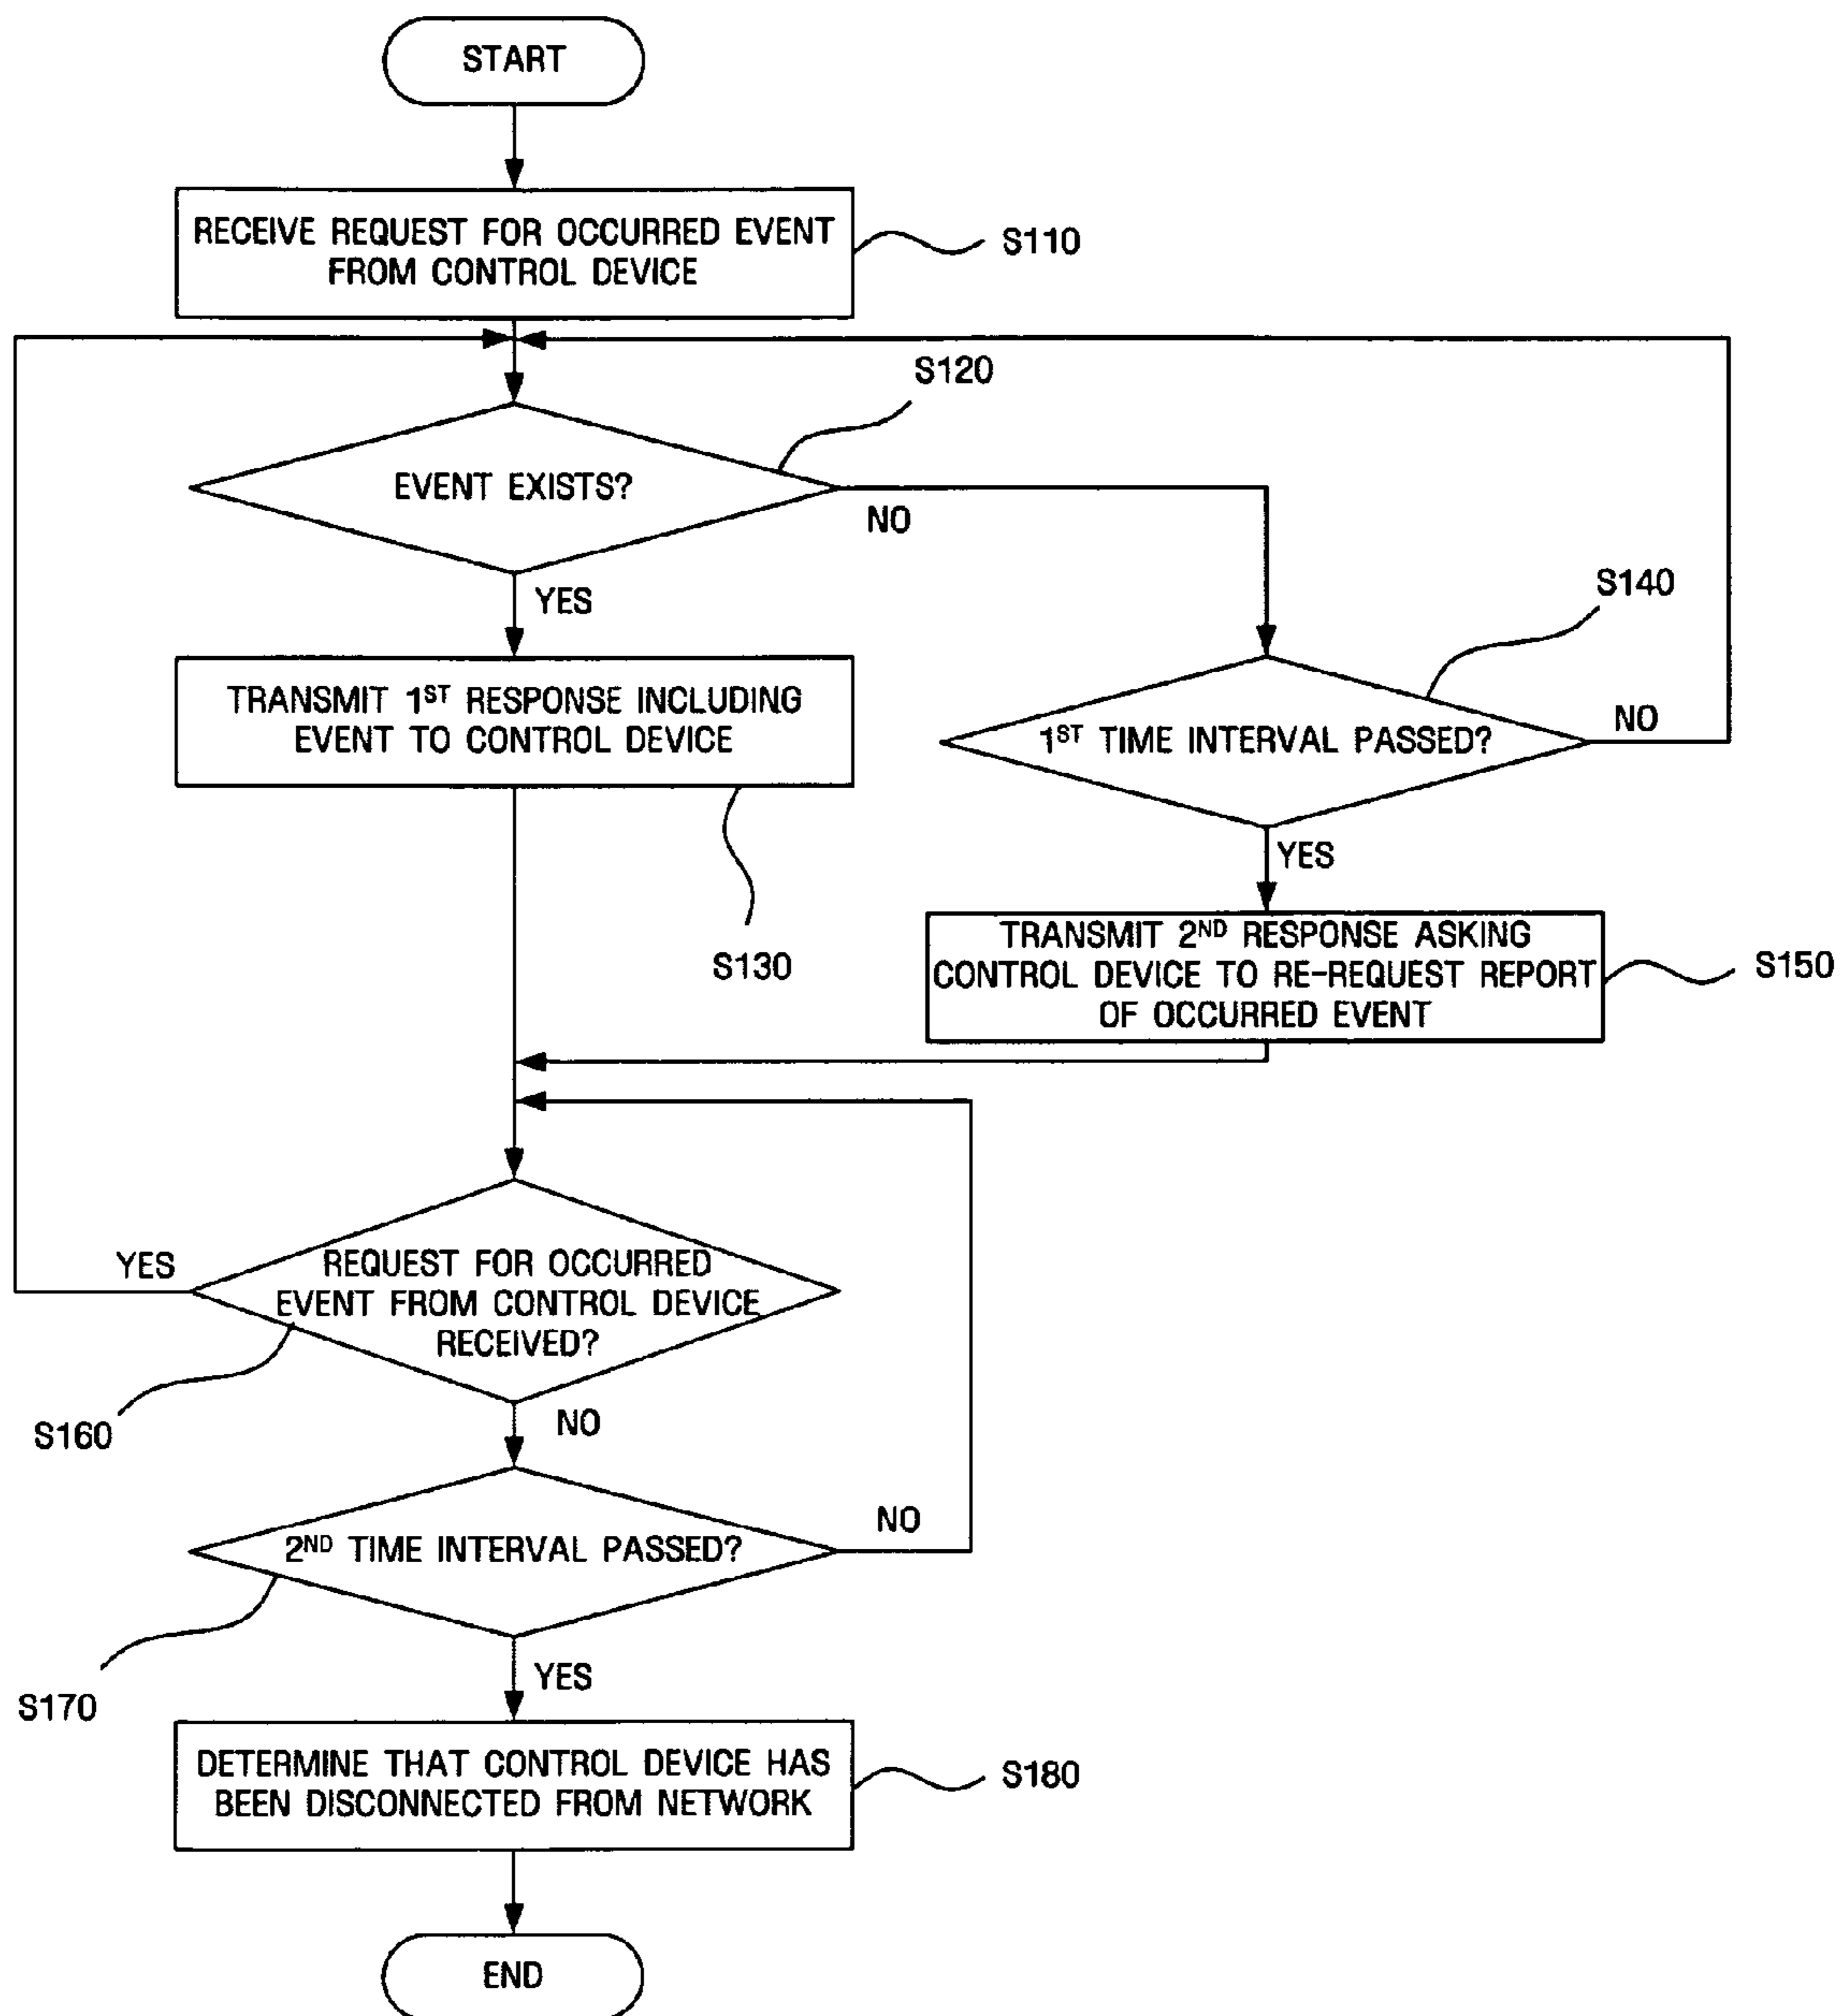 START
RECEIVE REQUEST FOR OCCURRED EVENT
FROM CONTROL DEVICE
S110
S120
EVENT EXISTS?
NO
YES
S140
TRANSMIT 1ST RESPONSE INCLUDING
EVENT TO CONTROL DEVICE
1ST TIME INTERVAL PASSED?
NO
YES
S130
TRANSMIT 2ND RESPONSE ASKING
CONTROL DEVICE TO RE-REQUEST REPORT
OF OCCURRED EVENT
S150
YES
REQUEST FOR OCCURRED
EVENT FROM CONTROL DEVICE
RECEIVED?
S160
NO
2ND TIME INTERVAL PASSED?
NO
S170
YES
DETERMINE THAT CONTROL DEVICE HAS
BEEN DISCONNECTED FROM NETWORK
S180
END